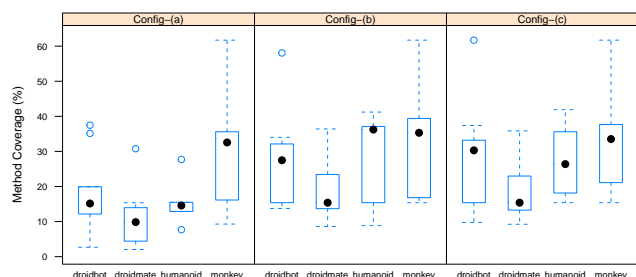 Config−(a) Config−(b) Config−(c)
Method Coverage (%)
60
50
40
30
20
10
0
droidbot droidmate humanoid monkey droidbot droidmate humanoid monkey droidbot droidmate humanoid monkey